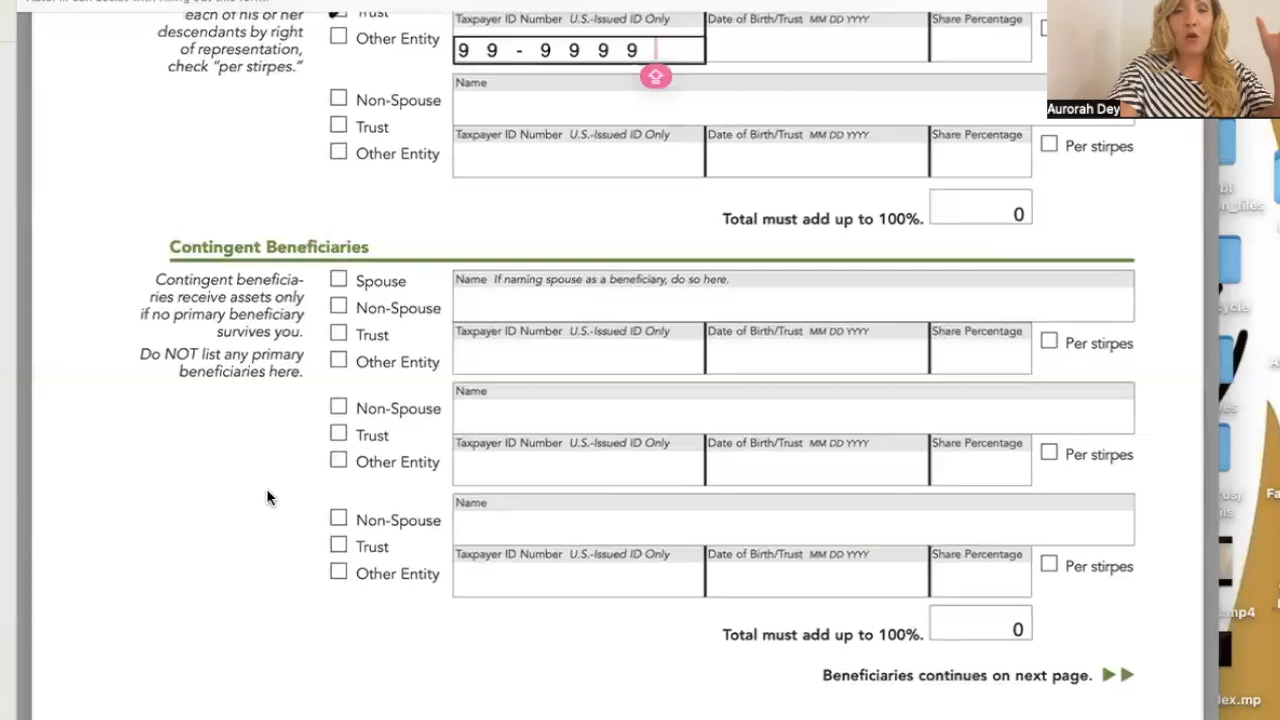 each of his or her
descendants by right
of representation,
check "per stirpes."
Trust
Other Entity
Taxpayer ID Number U.S.-Issued ID Only
Date of Birth/Trust MM DD YYYY
Share Percentage
9 9 - 9 9 9 9
Aurorah Dey
Non-Spouse
Trust
Other Entity
Name
Taxpayer ID Number U.S.-Issued ID Only
Date of Birth/Trust MM DD YYYY
Share Percentage
Per stirpes
Total must add up to 100%.
0
Contingent Beneficiaries
Contingent beneficia-
ries receive assets only
if no primary beneficiary
survives you.
Do NOT list any primary
beneficiaries here.
Spouse
Non-Spouse
Trust
Other Entity
Name If naming spouse as a beneficiary, do so here.
Taxpayer ID Number U.S.-Issued ID Only
Date of Birth/Trust MM DD YYYY
Share Percentage
Per stirpes
Non-Spouse
Trust
Other Entity
Name
Taxpayer ID Number U.S.-Issued ID Only
Date of Birth/Trust MM DD YYYY
Share Percentage
Per stirpes
Non-Spouse
Trust
Other Entity
Name
Taxpayer ID Number U.S.-Issued ID Only
Date of Birth/Trust MM DD YYYY
Share Percentage
Per stirpes
Total must add up to 100%.
0
Beneficiaries continues on next page.